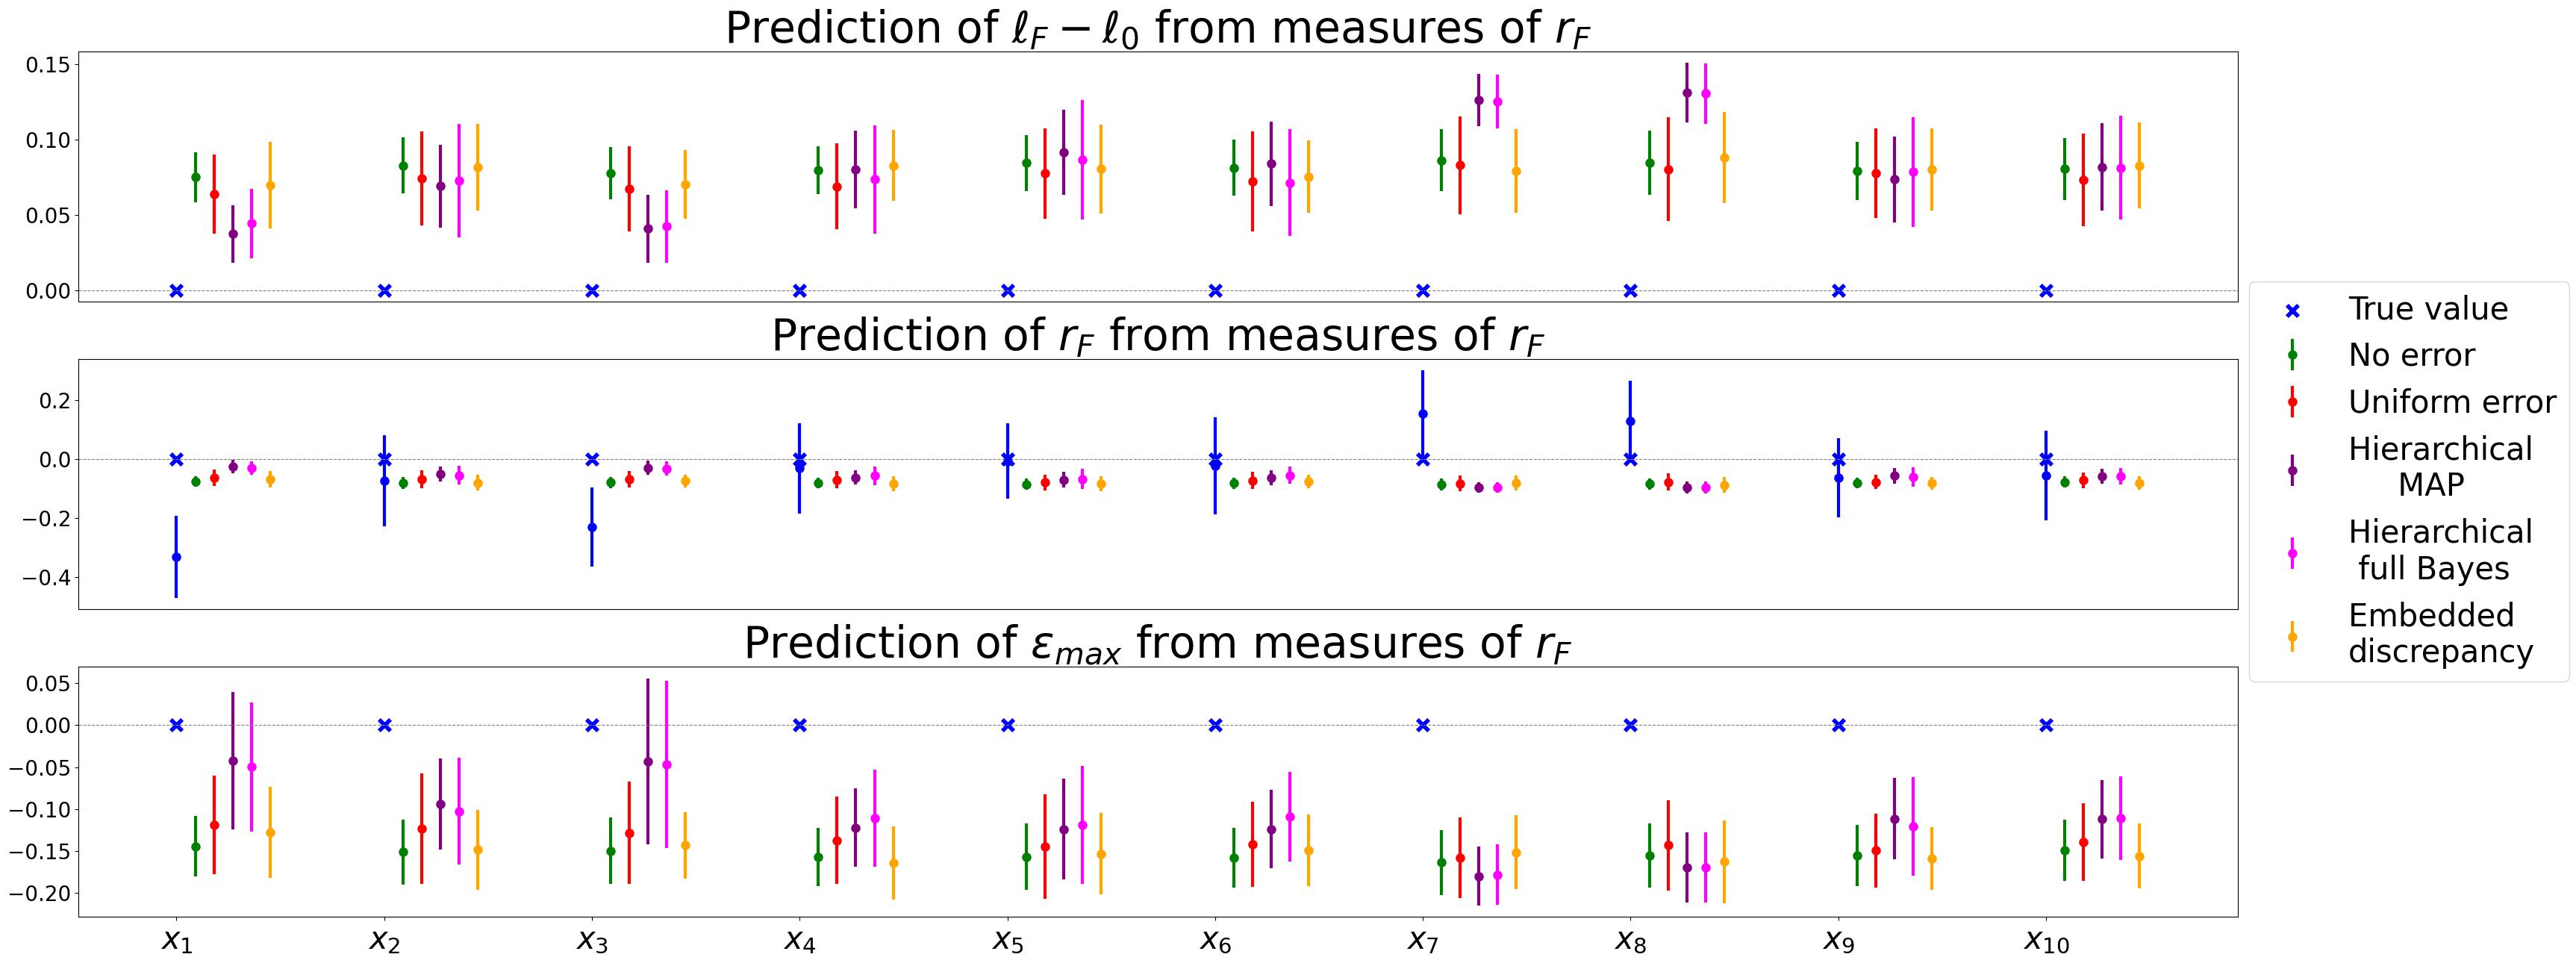 Prediction of ℓ_F − ℓ_0 from measures of r_F
0.15
0.10
0.05
0.00
Prediction of r_F from measures of r_F
0.2
0.0
−0.2
−0.4
Prediction of ε_max from measures of r_F
0.05
0.00
−0.05
−0.10
−0.15
−0.20
x_1 x_2 x_3 x_4 x_5 x_6 x_7 x_8 x_9 x_10
True value
No error
Uniform error
Hierarchical
MAP
Hierarchical
full Bayes
Embedded
discrepancy